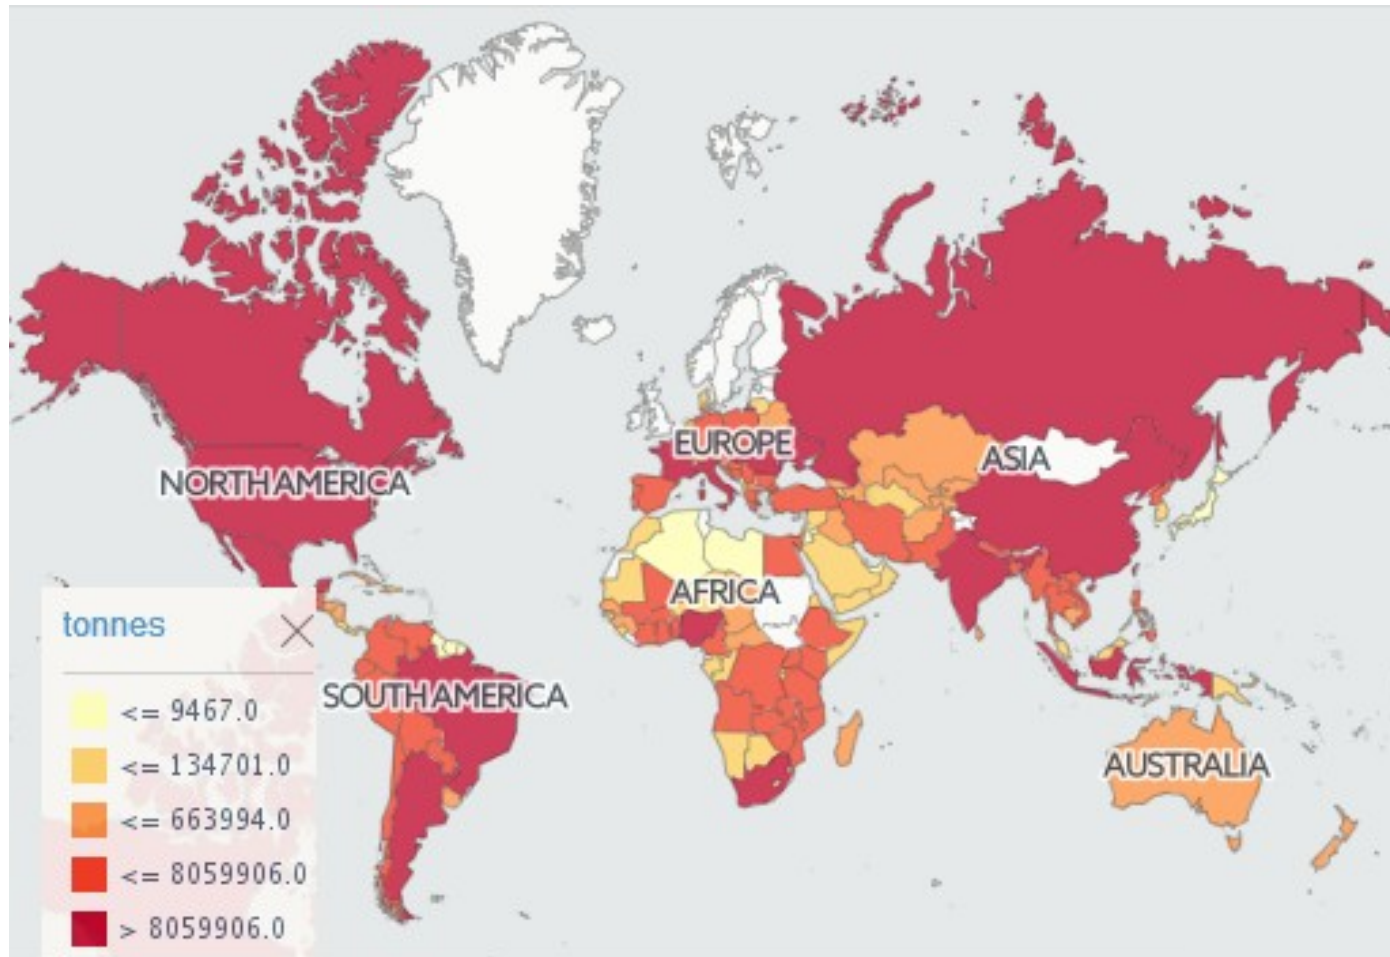 NORTH AMERICA
EUROPE
ASIA
AFRICA
SOUTH AMERICA
AUSTRALIA
tonnes
<= 9467.0
<= 134701.0
<= 663994.0
<= 8059906.0
> 8059906.0